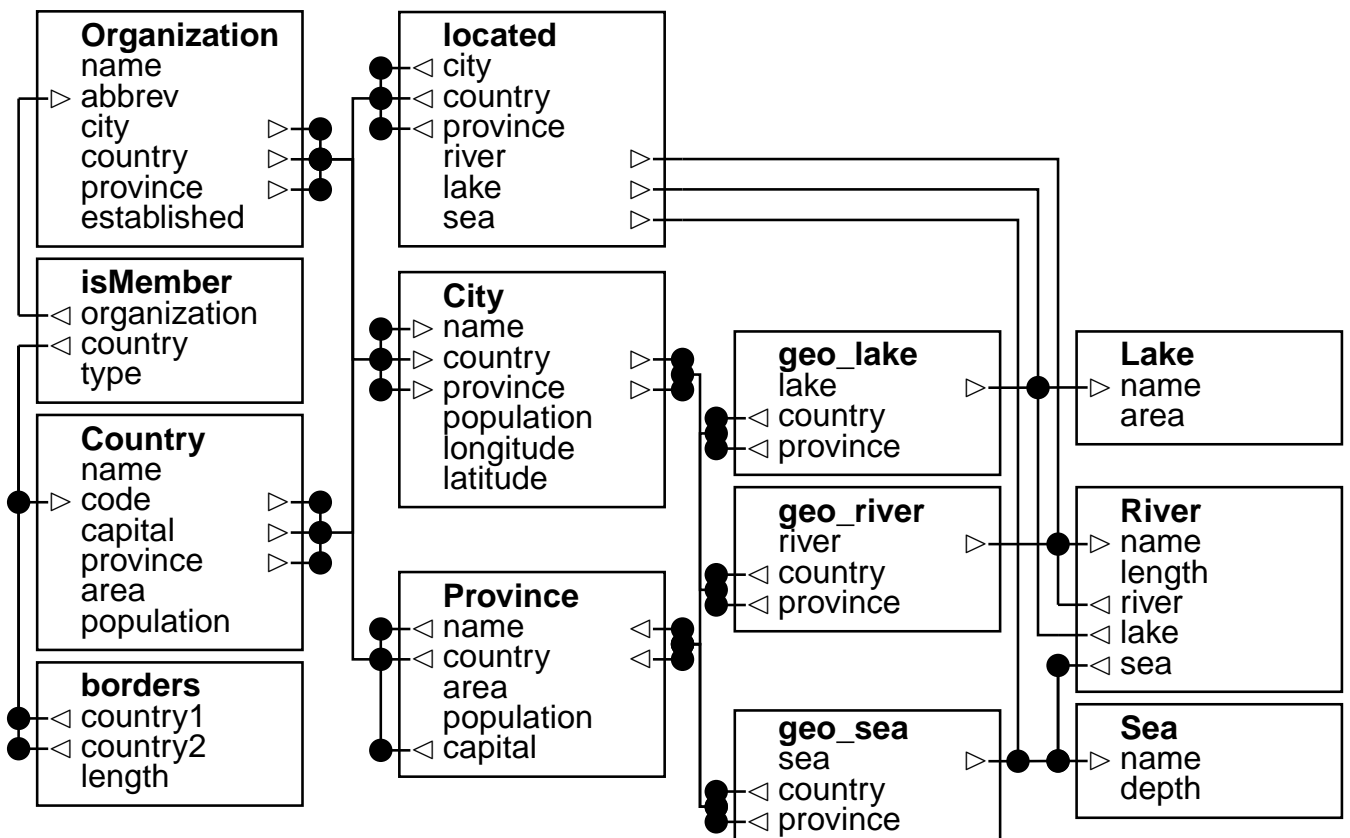 Organization
name
abbrev
city
country
province
established
isMember
organization
country
type
Country
name
code
capital
province
area
population
borders
country1
country2
length
located
city
country
province
river
lake
sea
City
name
country
province
population
longitude
latitude
Province
name
country
area
population
capital
geo_lake
lake
country
province
geo_river
river
country
province
geo_sea
sea
country
province
Lake
name
area
River
name
length
river
lake
sea
Sea
name
depth